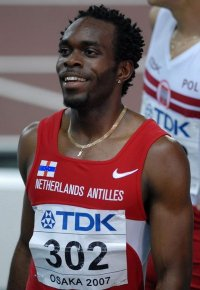 NETHERLANDS ANTILLES
TDK
302
OSAKA 2007
POL
TDK